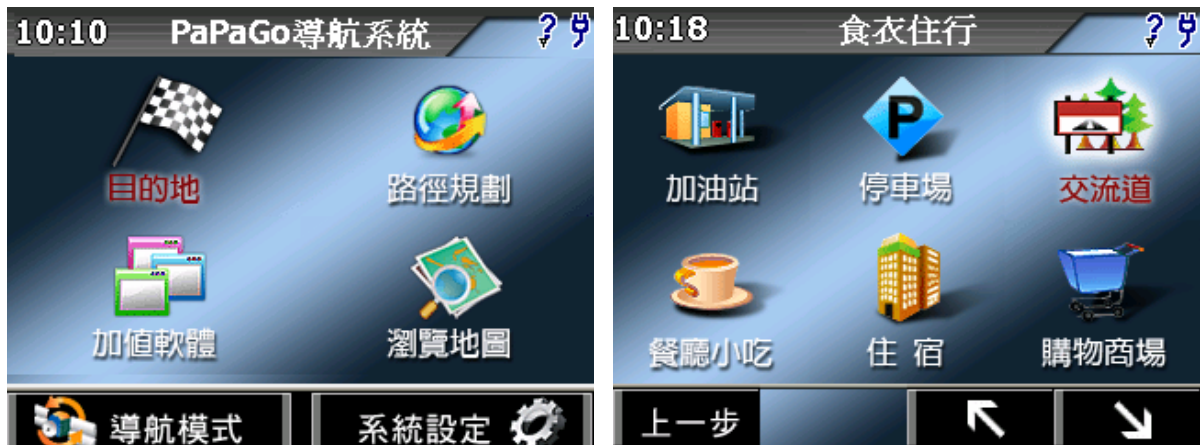 10:10 PaPaGo導航系統
目的地 路徑規劃
加值軟體 瀏覽地圖
導航模式 系統設定
10:18 食衣住行
加油站 停車場 交流道
餐廳小吃 住宿 購物商場
上一步